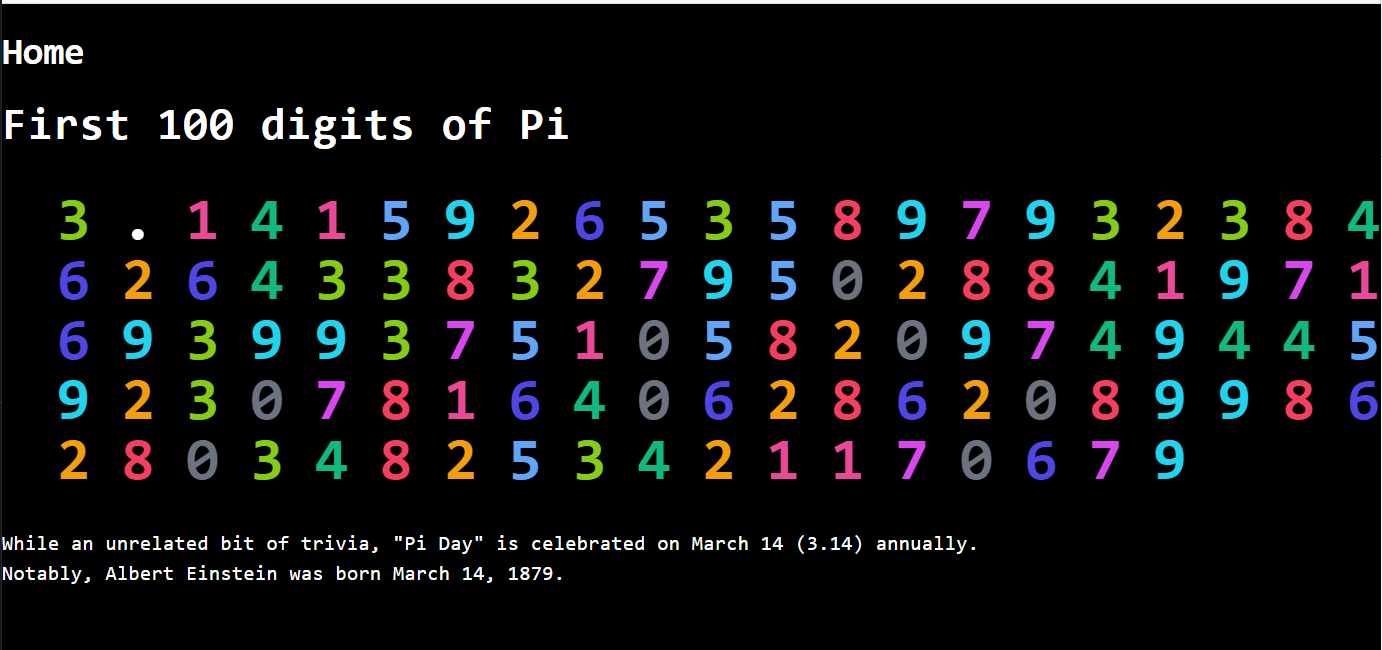 Home
First 100 digits of Pi
3 . 1 4 1 5 9 2 6 5 3 5 8 9 7 9 3 2 3 8 4
6 2 6 4 3 3 8 3 2 7 9 5 0 2 8 8 4 1 9 7 1
6 9 3 9 9 3 7 5 1 0 5 8 2 0 9 7 4 9 4 4 5
9 2 3 0 7 8 1 6 4 0 6 2 8 6 2 0 8 9 9 8 6
2 8 0 3 4 8 2 5 3 4 2 1 1 7 0 6 7 9
While an unrelated bit of trivia, "Pi Day" is celebrated on March 14 (3.14) annually.
Notably, Albert Einstein was born March 14, 1879.